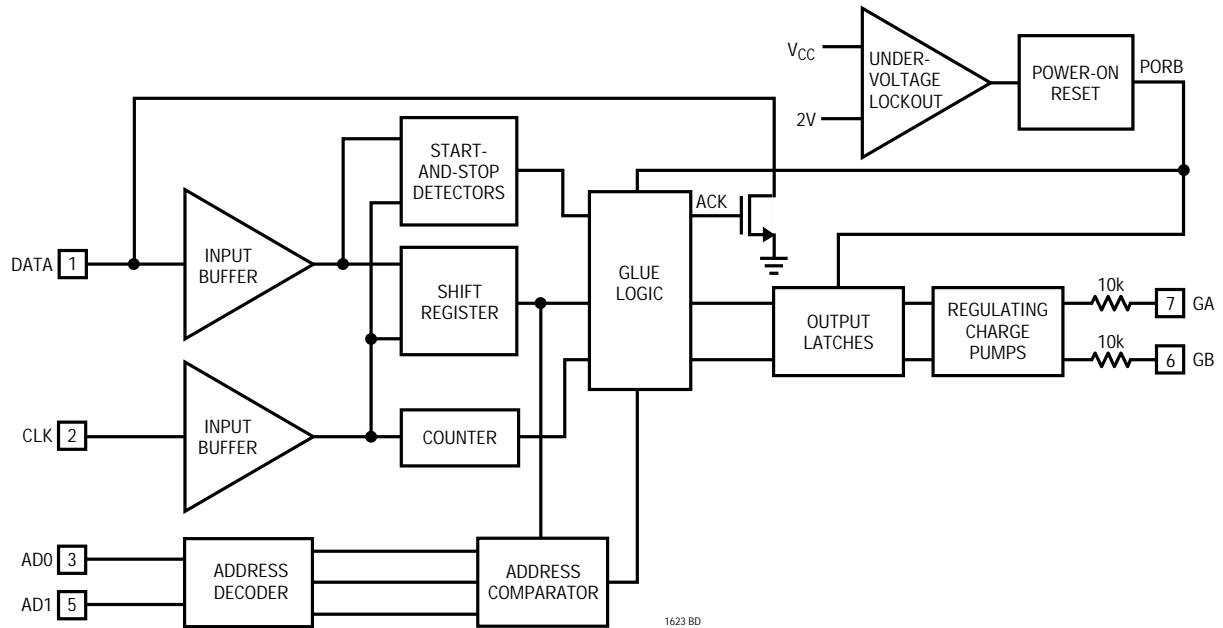 VCC
2V
UNDER-
VOLTAGE
LOCKOUT
POWER-ON
RESET
PORB
START-
AND-STOP
DETECTORS
ACK
DATA
1
INPUT
BUFFER
SHIFT
REGISTER
GLUE
LOGIC
OUTPUT
LATCHES
REGULATING
CHARGE
PUMPS
10k
7
GA
10k
6
GB
CLK
2
INPUT
BUFFER
COUNTER
AD0
3
AD1
5
ADDRESS
DECODER
ADDRESS
COMPARATOR
1623 BD